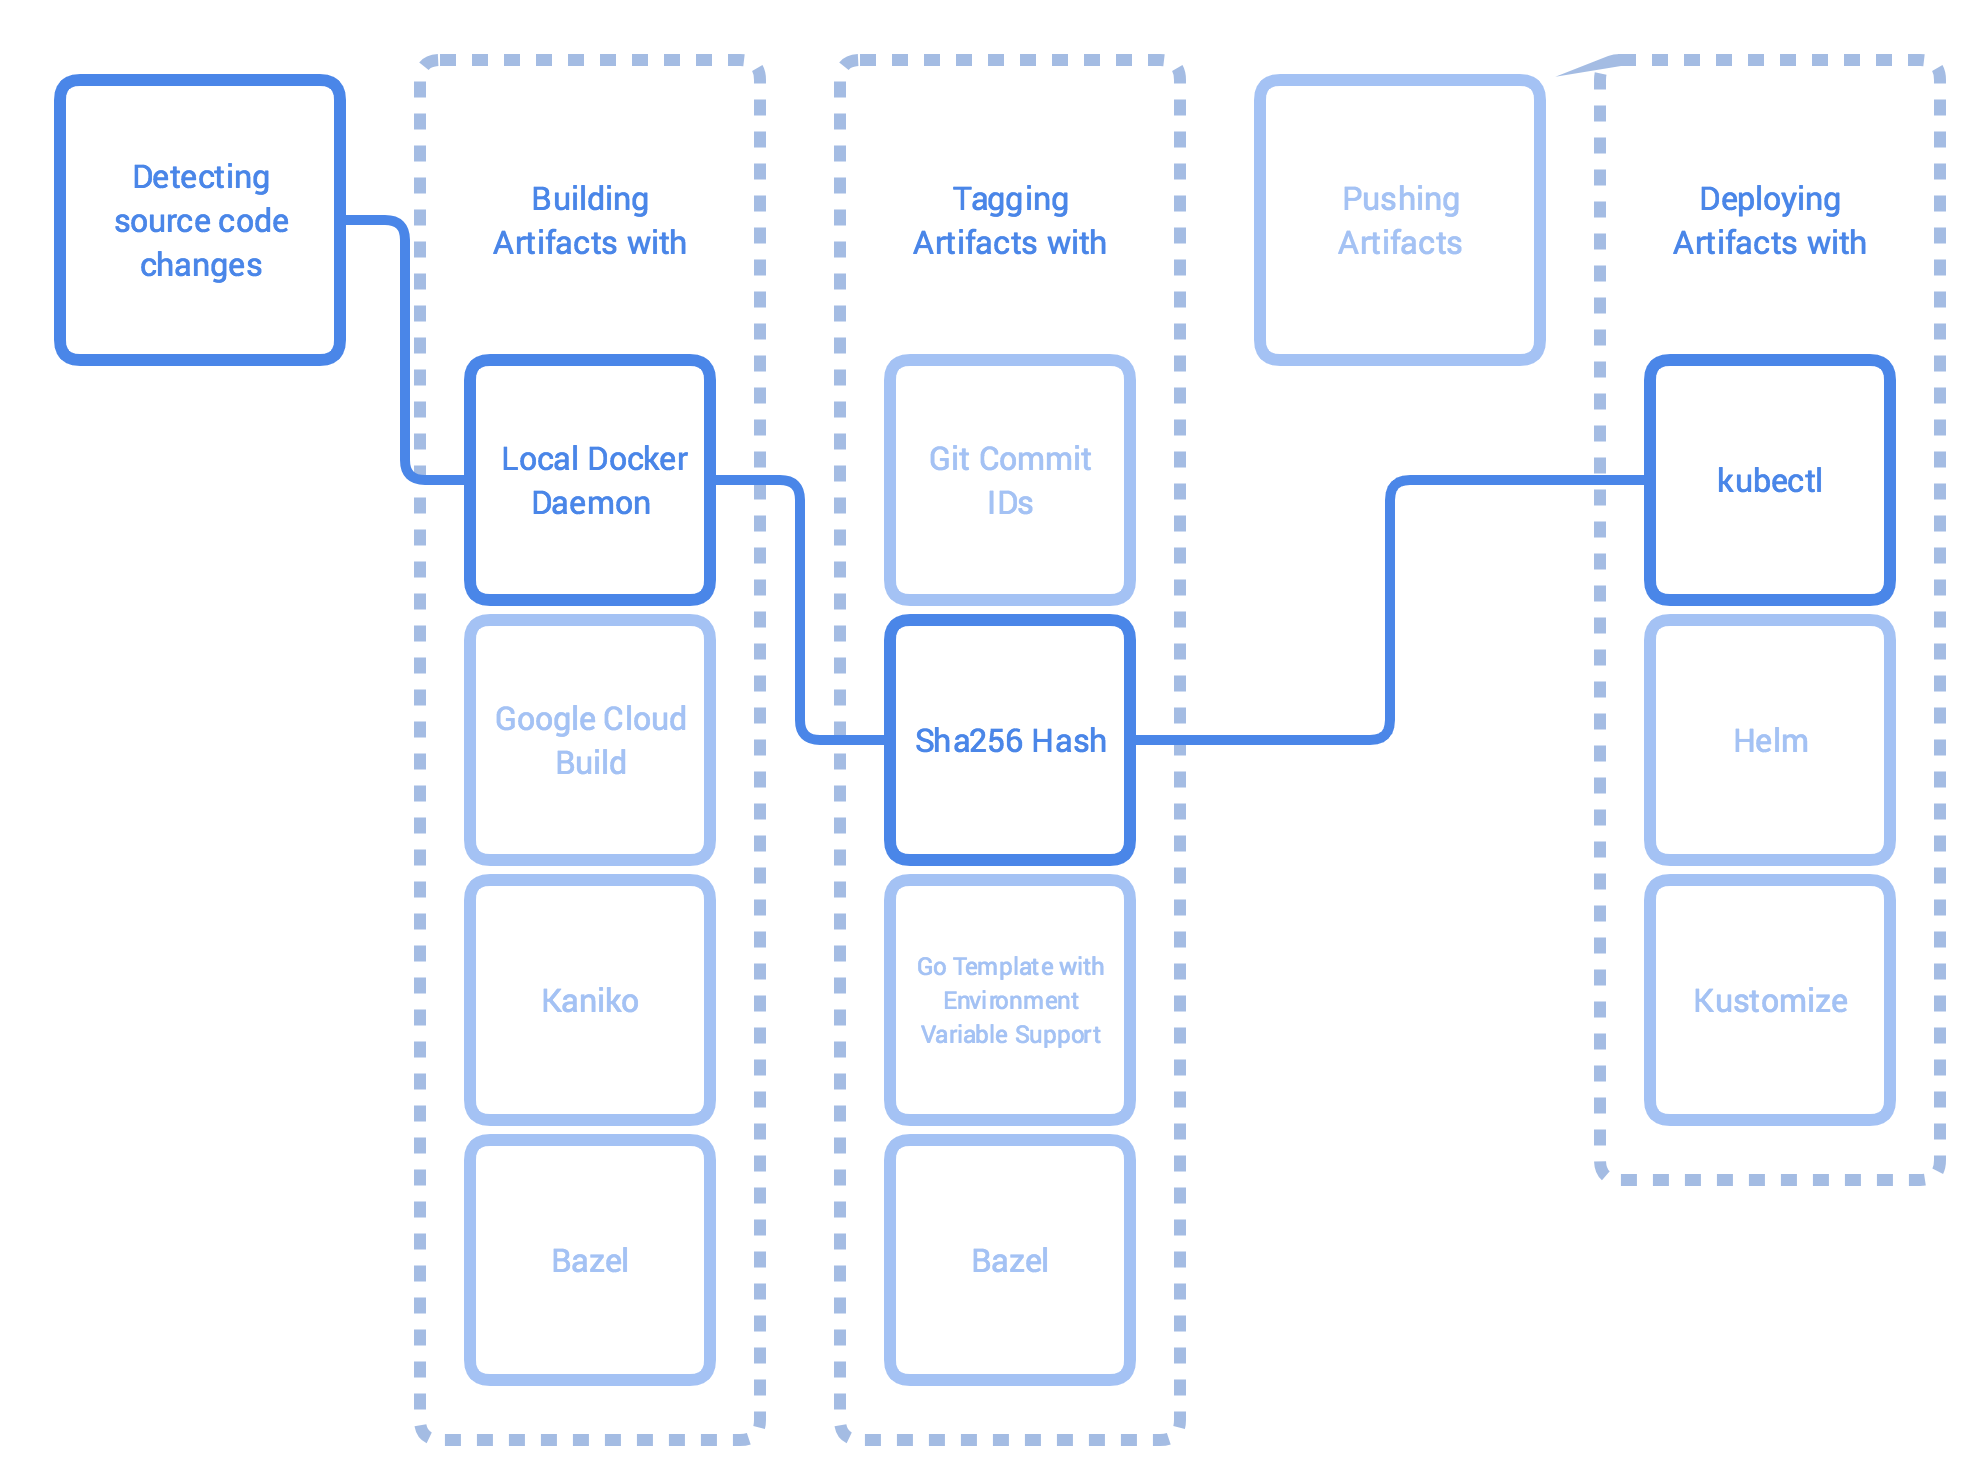 Detecting
source code
changes
Building
Artifacts with
Local Docker
Daemon
Google Cloud
Build
Kaniko
Bazel
Tagging
Artifacts with
Git Commit
IDs
Sha256 Hash
Go Template with
Environment
Variable Support
Bazel
Pushing
Artifacts
Deploying
Artifacts with
kubectl
Helm
Kustomize